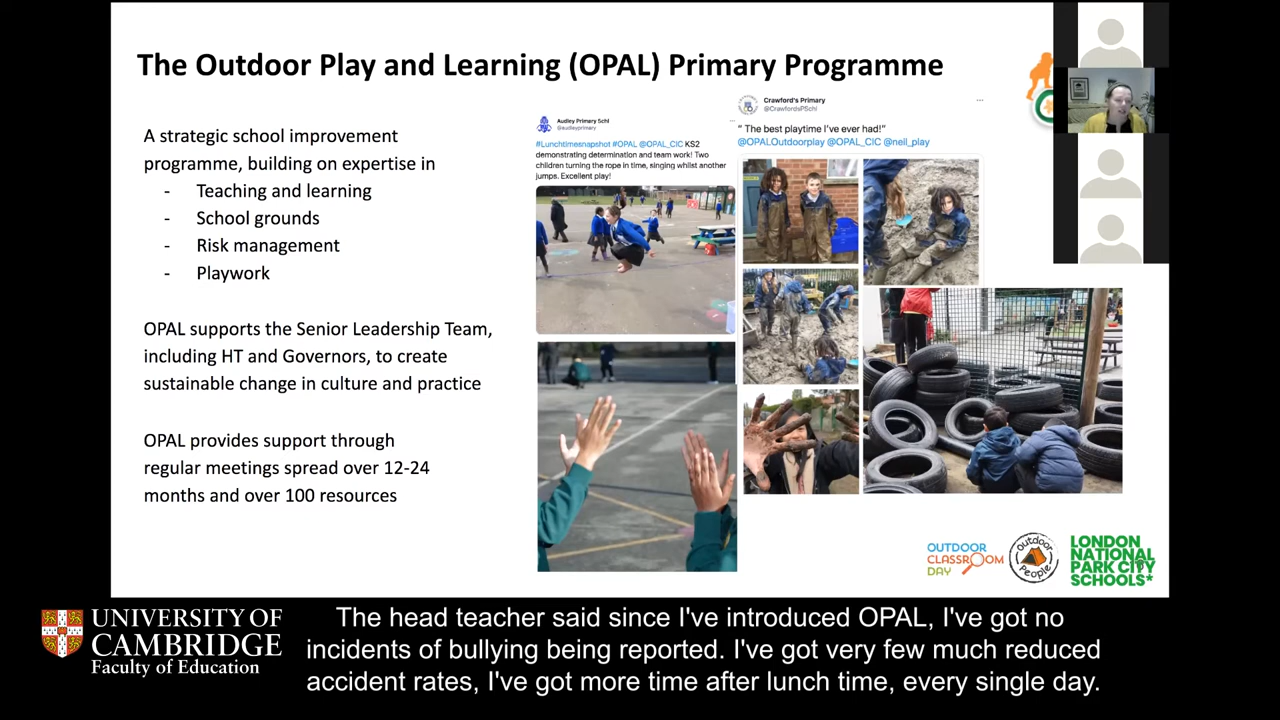 The Outdoor Play and Learning (OPAL) Primary Programme
A strategic school improvement
programme, building on expertise in
- Teaching and learning
- School grounds
- Risk management
- Playwork
OPAL supports the Senior Leadership Team,
including HT and Governors, to create
sustainable change in culture and practice
OPAL provides support through
regular meetings spread over 12-24
months and over 100 resources
Audley Primary Schl
@audleyprimary
#Lunchtimesnapshot #OPAL @OPAL_CIC KS2
demonstrating determination and team work! Two
children turning the rope in time, singing whilst another
jumps. Excellent play!
Crawford's Primary
@CrawfordsPSchl
“ The best playtime I've ever had!”
@OPALOutdoorplay @OPAL_CIC @neil_play
OUTDOOR
CLASSROOM
DAY
Outdoor
People
LONDON
NATIONAL
PARK CITY
SCHOOLS*
UNIVERSITY OF
CAMBRIDGE
Faculty of Education
The head teacher said since I've introduced OPAL, I've got no
incidents of bullying being reported. I've got very few much reduced
accident rates, I've got more time after lunch time, every single day.